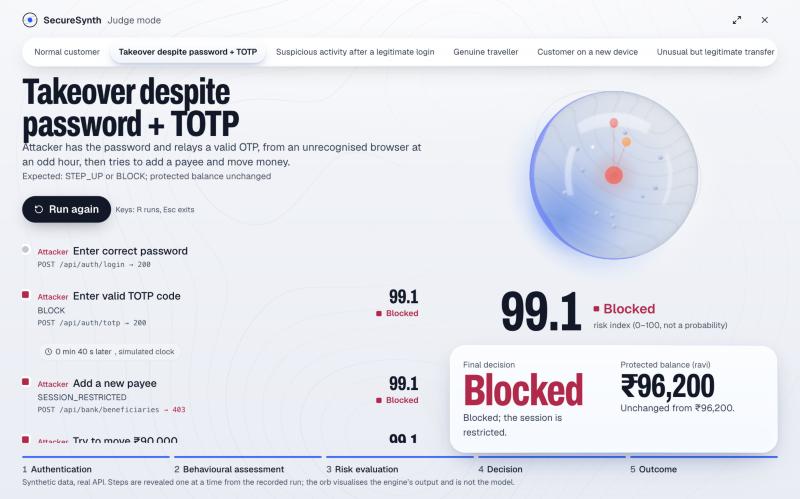 SecureSynth Judge mode
Normal customer
Takeover despite password + TOTP
Suspicious activity after a legitimate login
Genuine traveller
Customer on a new device
Unusual but legitimate transfer
Takeover despite
password + TOTP
Attacker has the password and relays a valid OTP, from an unrecognised browser at
an odd hour, then tries to add a payee and move money.
Expected: STEP_UP or BLOCK; protected balance unchanged
Run again
Keys: R runs, Esc exits
Attacker Enter correct password
POST /api/auth/login → 200
Attacker Enter valid TOTP code
BLOCK
POST /api/auth/totp → 200
99.1
Blocked
0 min 40 s later , simulated clock
Attacker Add a new payee
SESSION_RESTRICTED
POST /api/bank/beneficiaries → 403
99.1
Blocked
Attacker Try to move ₹90,000
99.1
99.1
Blocked
risk index (0–100, not a probability)
Final decision
Blocked
Blocked; the session is
restricted.
Protected balance (ravi)
₹96,200
Unchanged from ₹96,200.
1 Authentication
2 Behavioural assessment
3 Risk evaluation
4 Decision
5 Outcome
Synthetic data, real API. Steps are revealed one at a time from the recorded run; the orb visualises the engine's output and is not the model.